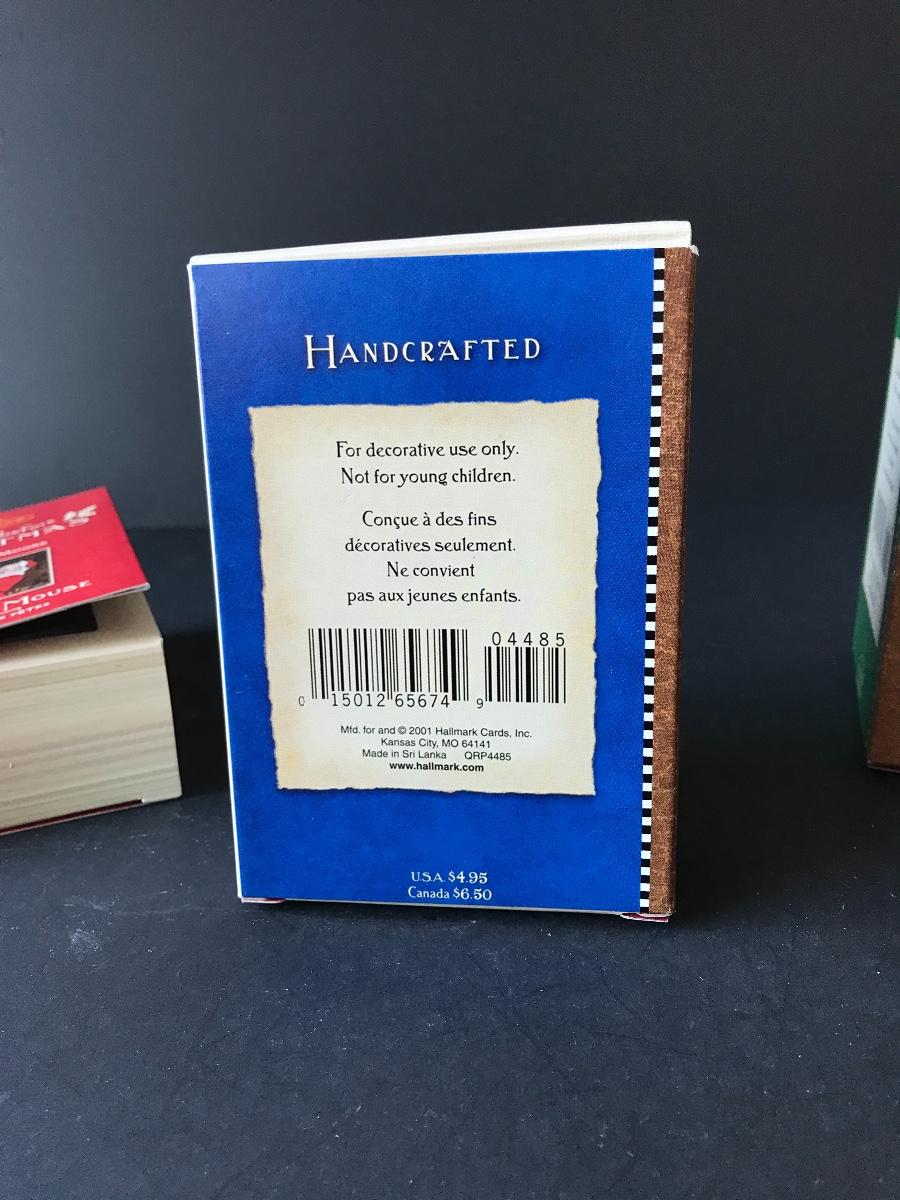 HANDCRAFTED
For decorative use only.
Not for young children.
Conçue à des fins
décoratives seulement.
Ne convient
pas aux jeunes enfants.
04485
0 15012 65674 9
Mfd. for and © 2001 Hallmark Cards, Inc.
Kansas City, MO 64141
Made in Sri Lanka QRP4485
www.hallmark.com
U.S.A. $4.95
Canada $6.50
MOUSE